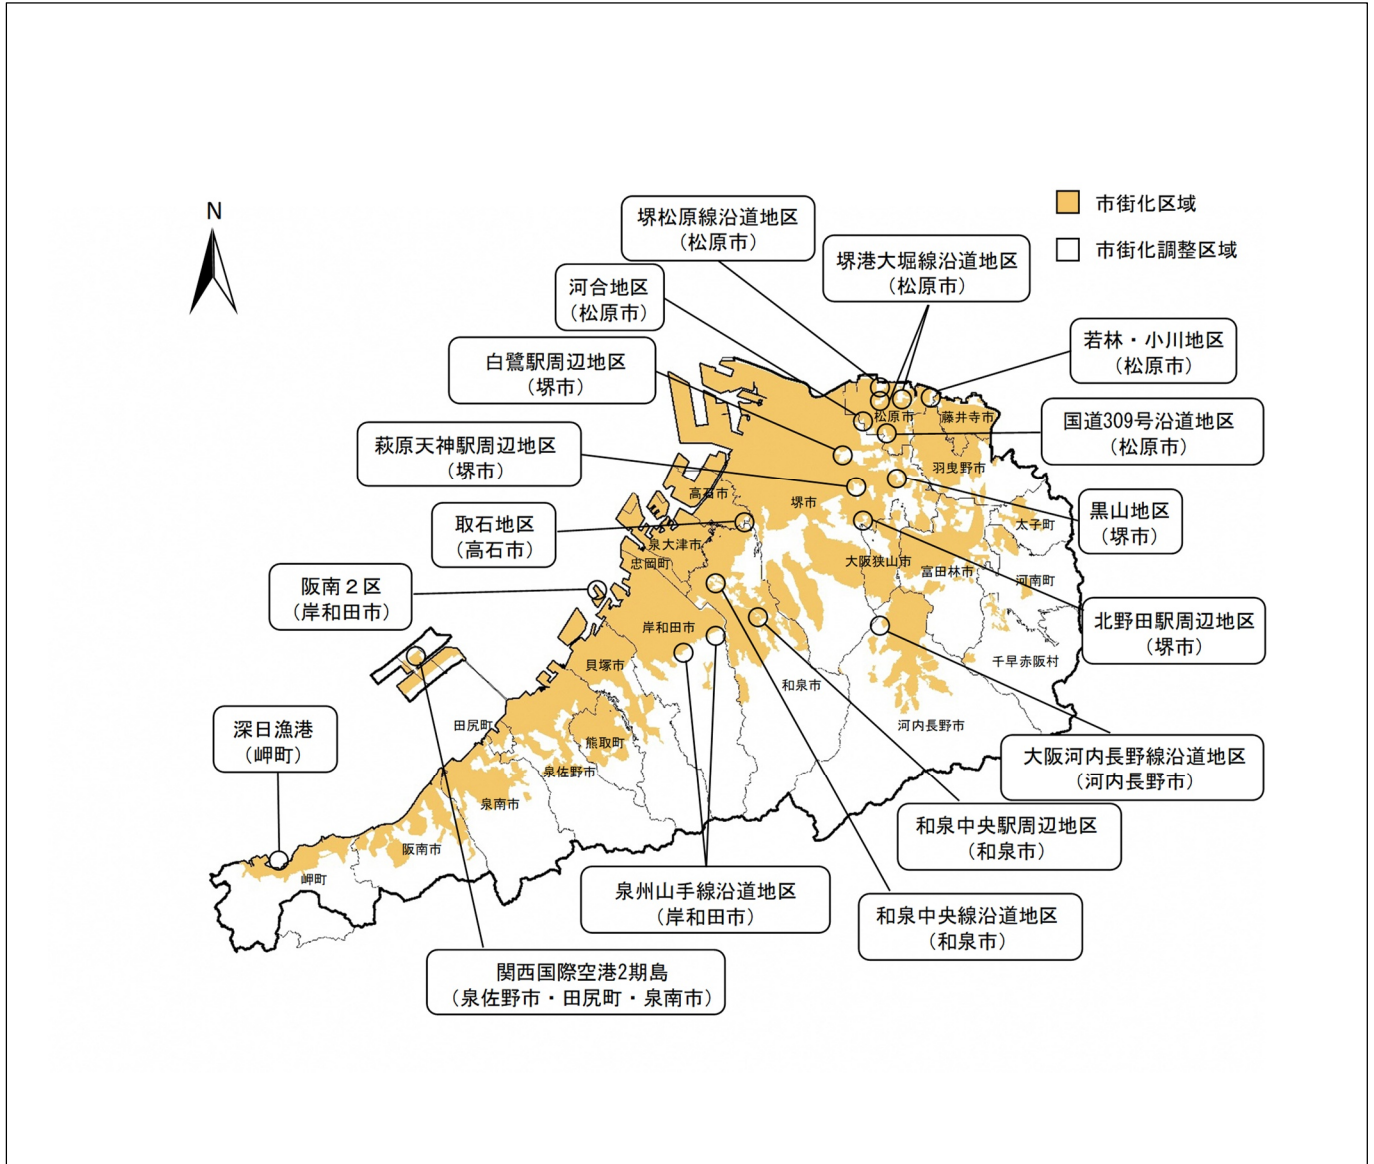 N
市街化区域
市街化調整区域
堺松原線沿道地区
（松原市）
堺港大堀線沿道地区
（松原市）
河合地区
（松原市）
若林・小川地区
（松原市）
白鷺駅周辺地区
（堺市）
国道309号沿道地区
（松原市）
萩原天神駅周辺地区
（堺市）
黒山地区
（堺市）
取石地区
（高石市）
阪南２区
（岸和田市）
北野田駅周辺地区
（堺市）
深日漁港
（岬町）
大阪河内長野線沿道地区
（河内長野市）
和泉中央駅周辺地区
（和泉市）
泉州山手線沿道地区
（岸和田市）
和泉中央線沿道地区
（和泉市）
関西国際空港2期島
（泉佐野市・田尻町・泉南市）
松原市
藤井寺市
羽曳野市
高石市
堺市
太子町
泉大津市
忠岡町
大阪狭山市
富田林市
河南町
岸和田市
千早赤阪村
貝塚市
和泉市
田尻町
河内長野市
熊取町
泉佐野市
泉南市
阪南市
岬町